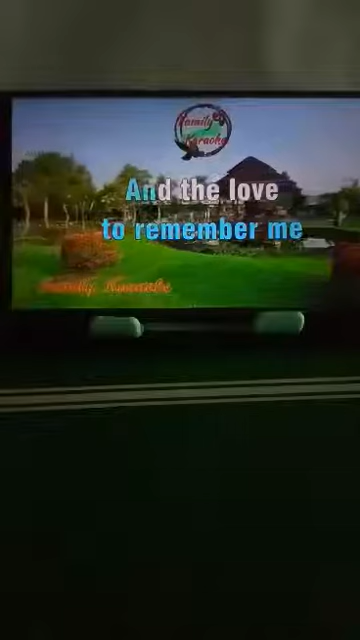 Family
Karaoke
And the love
to remember me
Family Karaoke